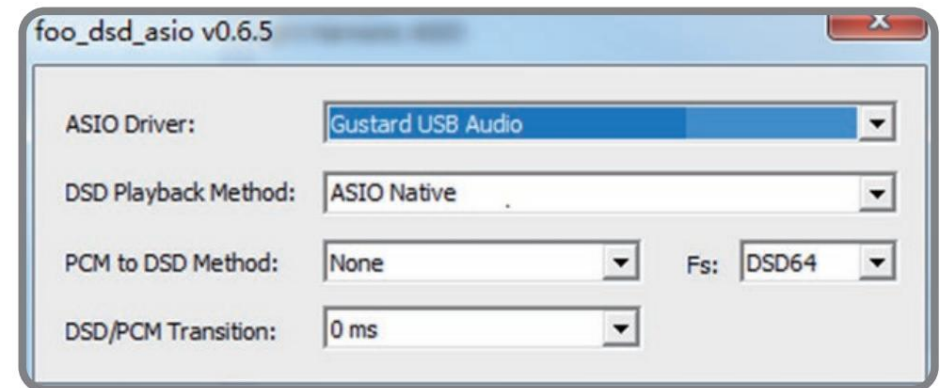 foo_dsd_asio v0.6.5
ASIO Driver: Gustard USB Audio
DSD Playback Method: ASIO Native
PCM to DSD Method: None Fs: DSD64
DSD/PCM Transition: 0 ms